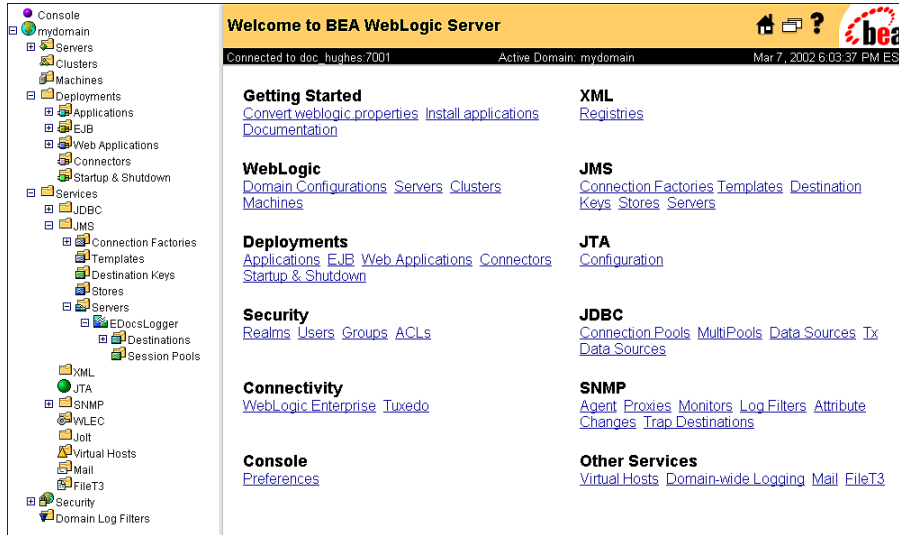 Console
mydomain
Servers
Clusters
Machines
Deployments
Applications
EJB
Web Applications
Connectors
Startup & Shutdown
Services
JDBC
JMS
Connection Factories
Templates
Destination Keys
Stores
Servers
EDocsLogger
Destinations
Session Pools
XML
JTA
SNMP
WLEC
Jolt
Virtual Hosts
Mail
FileT3
Security
Domain Log Filters
Welcome to BEA WebLogic Server
?
bea
Connected to doc_hughes:7001 Active Domain: mydomain Mar 7, 2002 6:03:37 PM ES
Getting Started
Convert weblogic.properties Install applications
Documentation
XML
Registries
WebLogic
Domain Configurations Servers Clusters
Machines
JMS
Connection Factories Templates Destination
Keys Stores Servers
Deployments
Applications EJB Web Applications Connectors
Startup & Shutdown
JTA
Configuration
Security
Realms Users Groups ACLs
JDBC
Connection Pools MultiPools Data Sources Tx
Data Sources
Connectivity
WebLogic Enterprise Tuxedo
SNMP
Agent Proxies Monitors Log Filters Attribute
Changes Trap Destinations
Console
Preferences
Other Services
Virtual Hosts Domain-wide Logging Mail FileT3